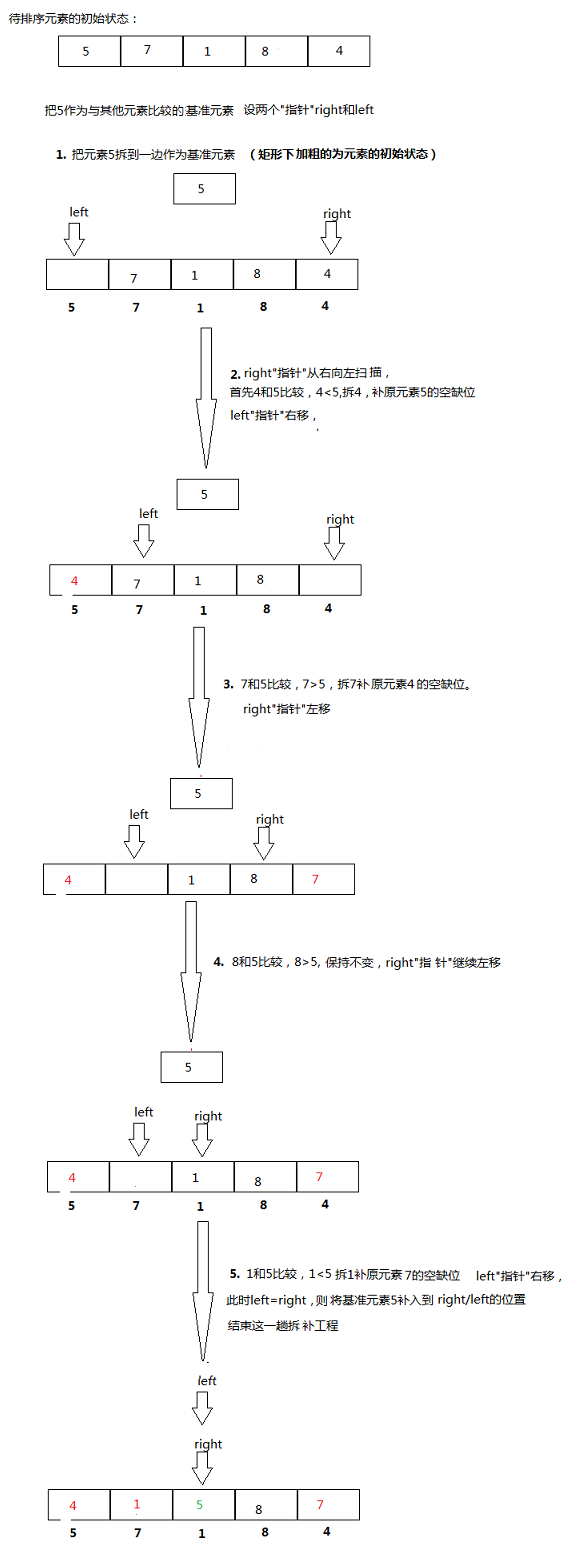 待排序元素的初始状态：
5 7 1 8 4
把5作为与其他元素比较的基准元素 设两个"指针"right和left
1. 把元素5拆到一边作为基准元素 （矩形下加粗的为元素的初始状态）
5
left
right
7 1 8 4
5 7 1 8 4
2. right"指针"从右向左扫描，
首先4和5比较，4<5,拆4，补原元素5的空缺位
left"指针"右移，
5
left
right
4 7 1 8
5 7 1 8 4
3. 7和5比较，7>5，拆7补原元素4的空缺位。
right"指针"左移
5
left
right
4 1 8 7
4. 8和5比较，8>5, 保持不变，right"指针"继续左移
5
left
right
4 1 8 7
5 7 1 8 4
5. 1和5比较，1<5 拆1补原元素7的空缺位 left"指针"右移，
此时left=right，则将基准元素5补入到 right/left的位置
结束这一趟拆补工程
left
right
4 1 5 8 7
5 7 1 8 4